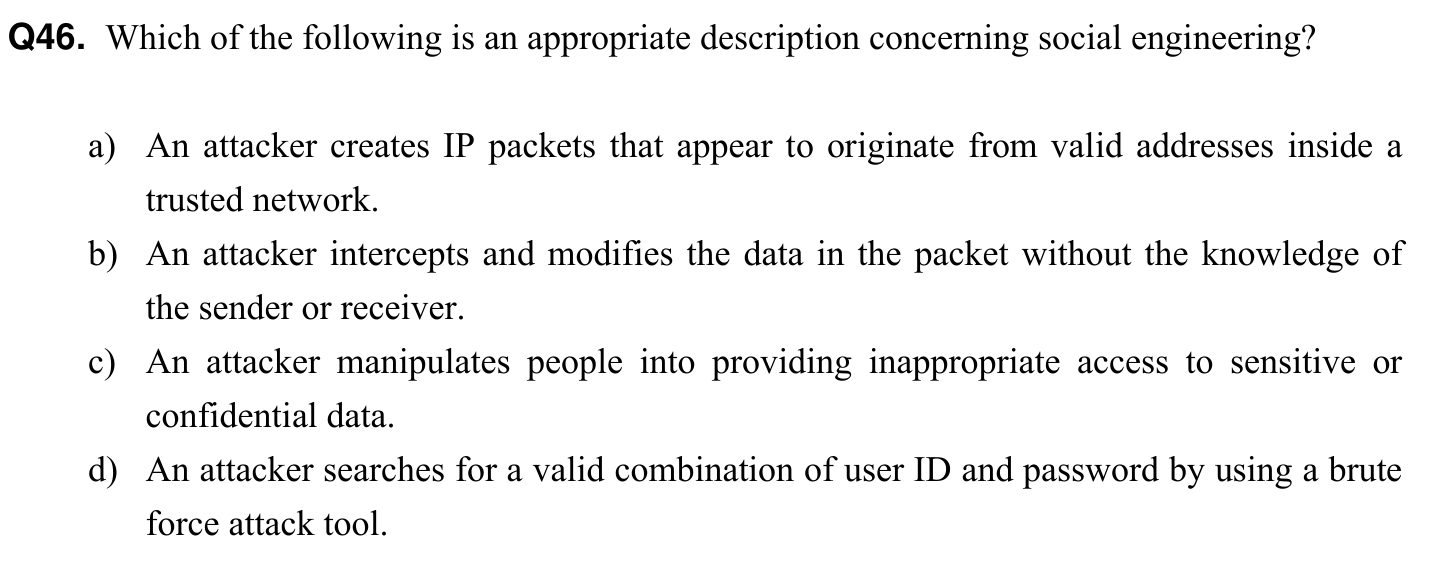 Q46. Which of the following is an appropriate description concerning social engineering?
a) An attacker creates IP packets that appear to originate from valid addresses inside a
trusted network.
b) An attacker intercepts and modifies the data in the packet without the knowledge of
the sender or receiver.
c) An attacker manipulates people into providing inappropriate access to sensitive or
confidential data.
d) An attacker searches for a valid combination of user ID and password by using a brute
force attack tool.